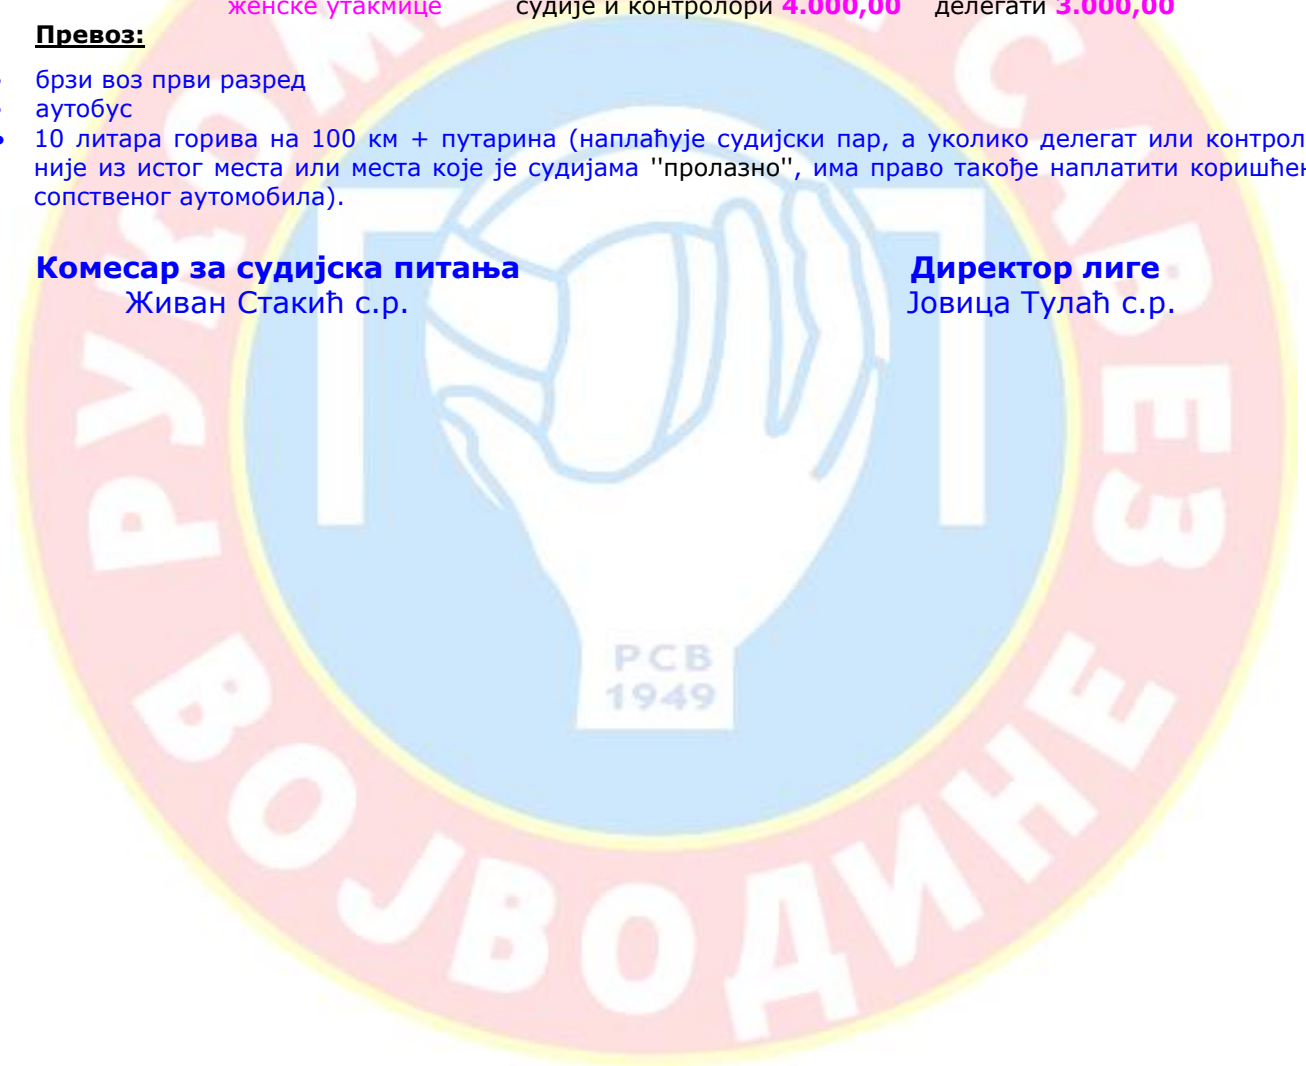 женске утакмице судије и контролори 4.000,00 делегати 3.000,00
Превоз:
• брзи воз први разред
• аутобус
• 10 литара горива на 100 км + путарина (наплаћује судијски пар, а уколико делегат или контрол
није из истог места или места које је судијама ''пролазно'', има право такође наплатити коришћен
сопственог аутомобила).
Комесар за судијска питања Директор лиге
Живан Стакић с.р. Јовица Тулаћ с.р.
РУКОМ САВЕЗ
ВОЈВОДИНЕ
РСВ
1949